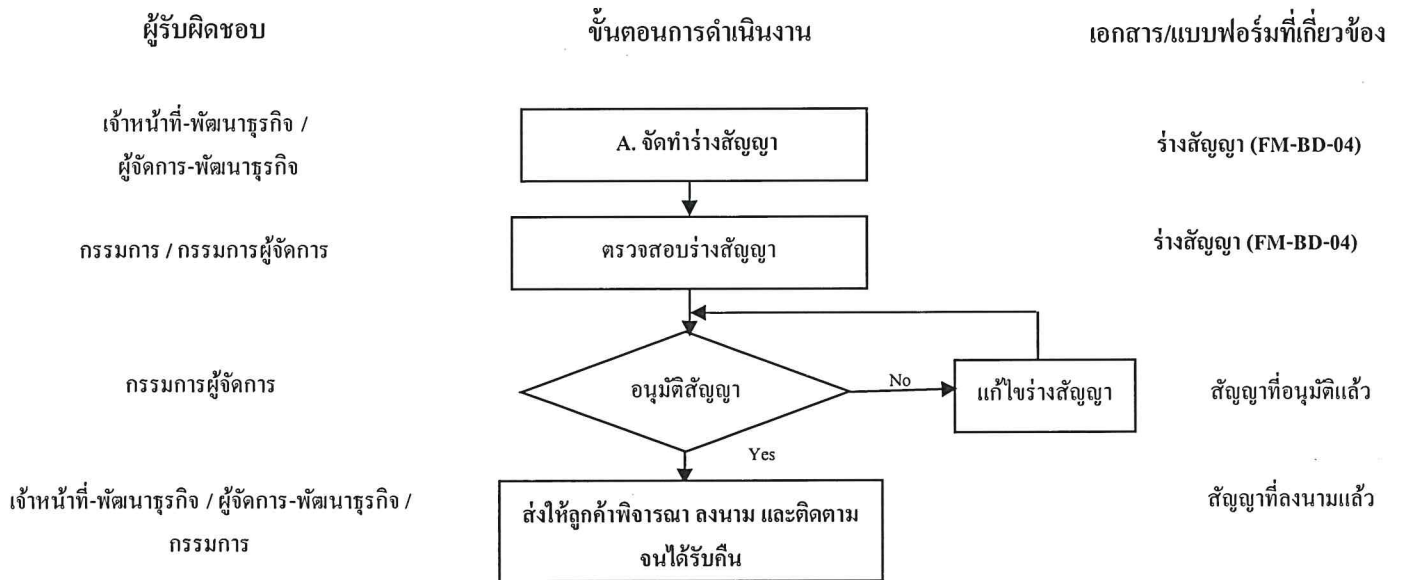 ผู้รับผิดชอบ
ขั้นตอนการดำเนินงาน
เอกสาร/แบบฟอร์มที่เกี่ยวข้อง
เจ้าหน้าที่-พัฒนาธุรกิจ /
ผู้จัดการ-พัฒนาธุรกิจ
A. จัดทำร่างสัญญา
ร่างสัญญา (FM-BD-04)
กรรมการ / กรรมการผู้จัดการ
ตรวจสอบร่างสัญญา
ร่างสัญญา (FM-BD-04)
กรรมการผู้จัดการ
อนุมัติสัญญา
No
แก้ไขร่างสัญญา
สัญญาที่อนุมัติแล้ว
Yes
เจ้าหน้าที่-พัฒนาธุรกิจ / ผู้จัดการ-พัฒนาธุรกิจ /
กรรมการ
ส่งให้ลูกค้าพิจารณา ลงนาม และติดตาม
จนได้รับคืน
สัญญาที่ลงนามแล้ว